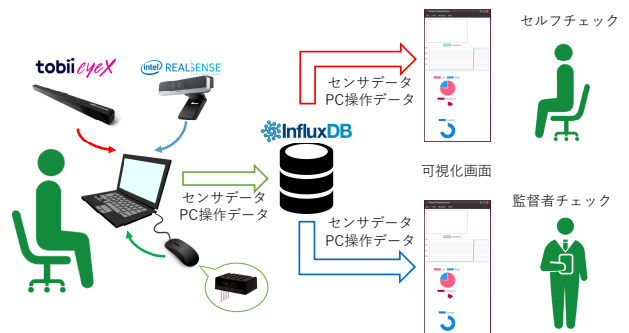 セルフチェック
tobii eyeX
intel REALSENSE
センサデータ
PC操作データ
InfluxDB
可視化画面
センサデータ
PC操作データ
監督者チェック
センサデータ
PC操作データ